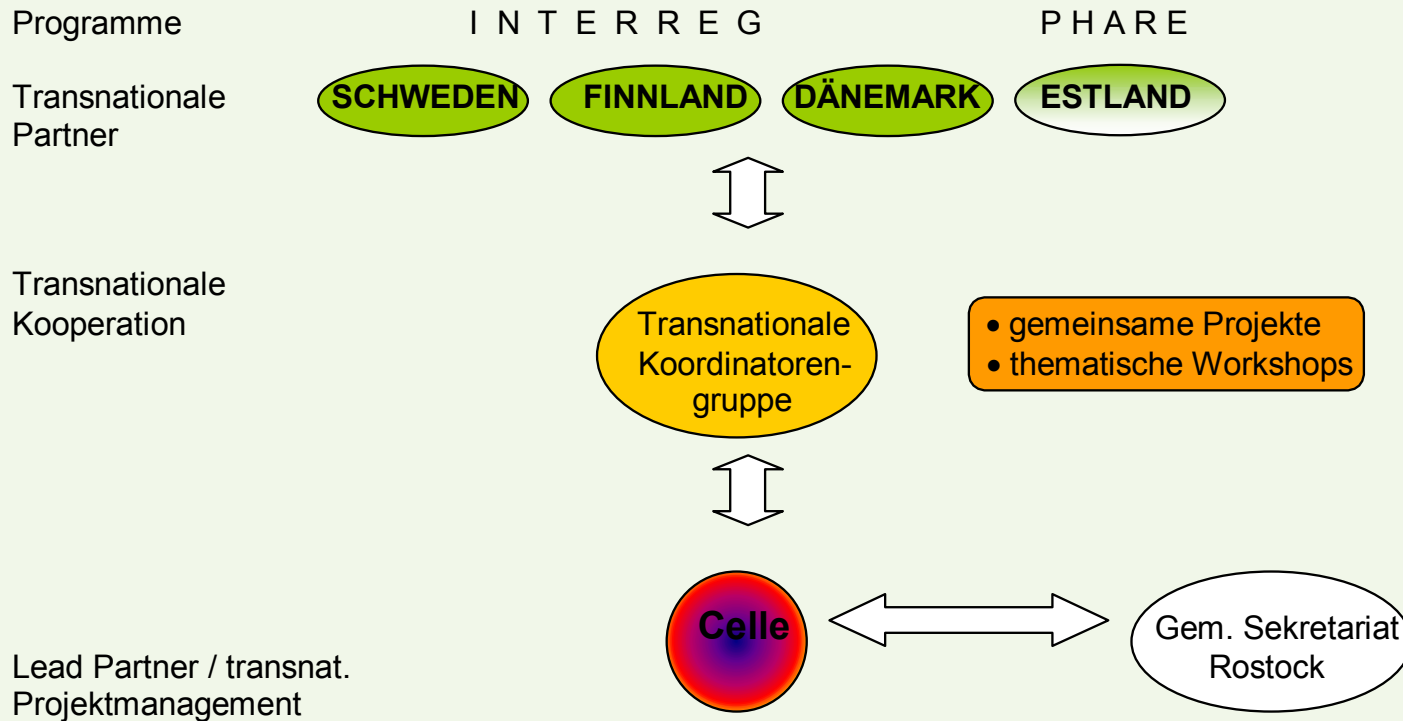 Programme
I N T E R R E G
P H A R E
Transnationale
Partner
SCHWEDEN
FINNLAND
DÄNEMARK
ESTLAND
Transnationale
Kooperation
Transnationale
Koordinatoren-
gruppe
• gemeinsame Projekte
• thematische Workshops
Celle
Gem. Sekretariat
Rostock
Lead Partner / transnat.
Projektmanagement